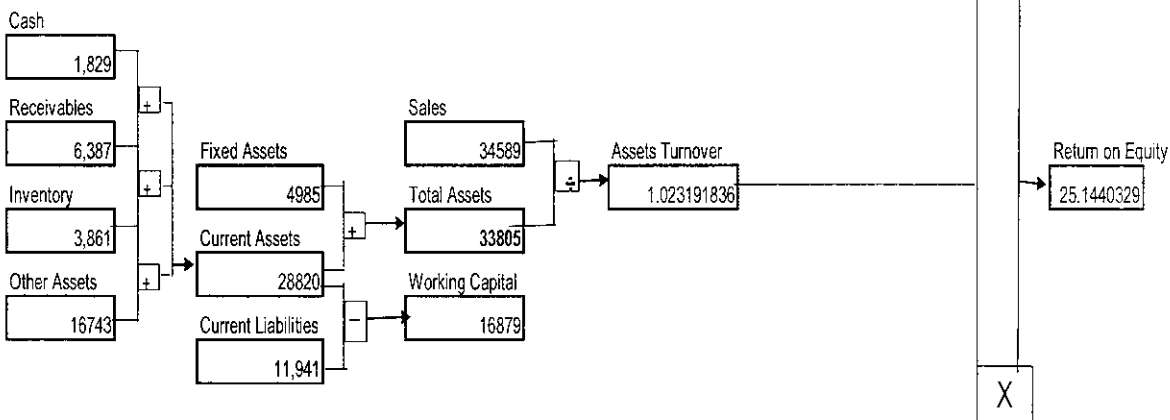 Cash
1,829
+
Receivables
6,387
+
Inventory
3,861
+
Other Assets
16743
Fixed Assets
4985
+
Current Assets
28820
−
Current Liabilities
11,941
Sales
34589
÷
Total Assets
33805
Working Capital
16879
Assets Turnover
1.023191836
Return on Equity
25.1440329
X